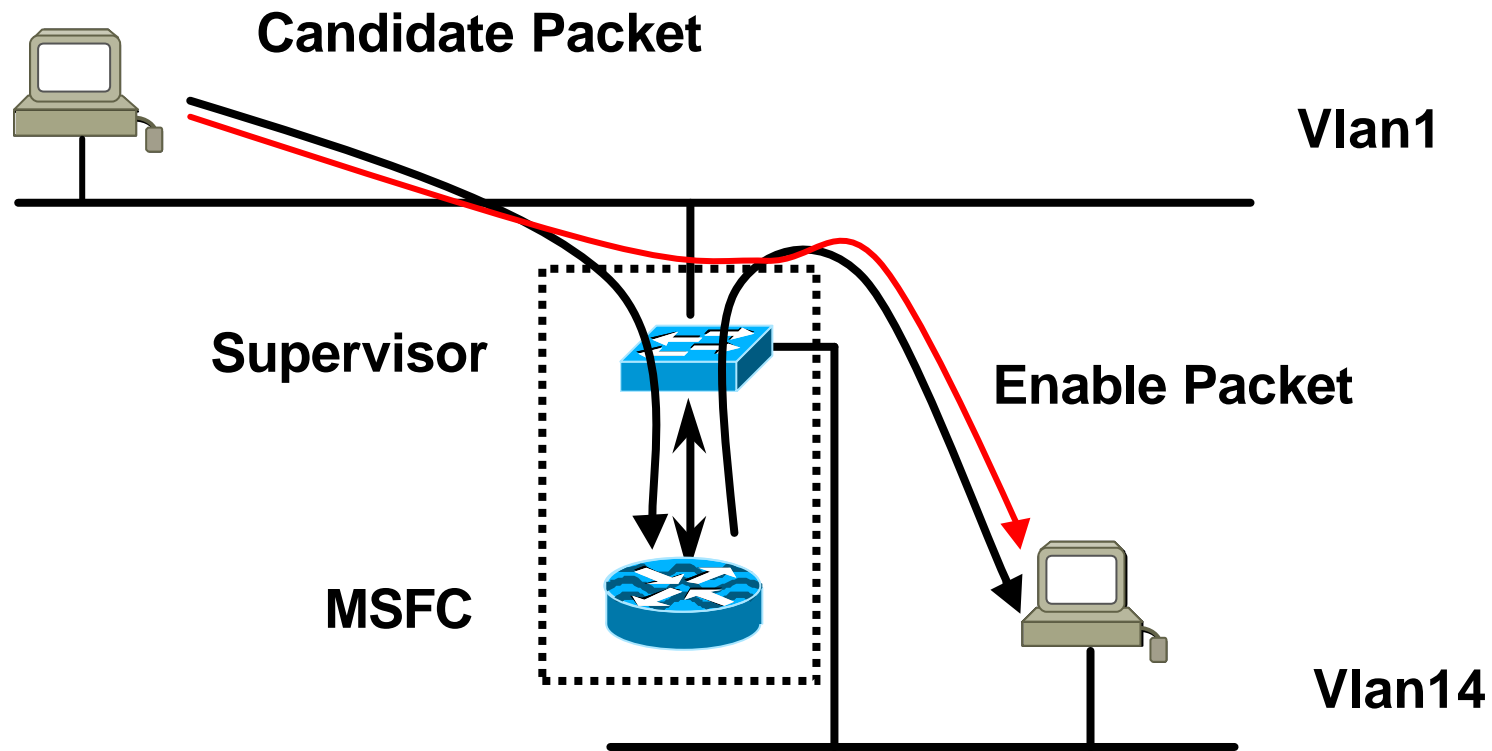 Candidate Packet
Vlan1
Supervisor
Enable Packet
MSFC
Vlan14